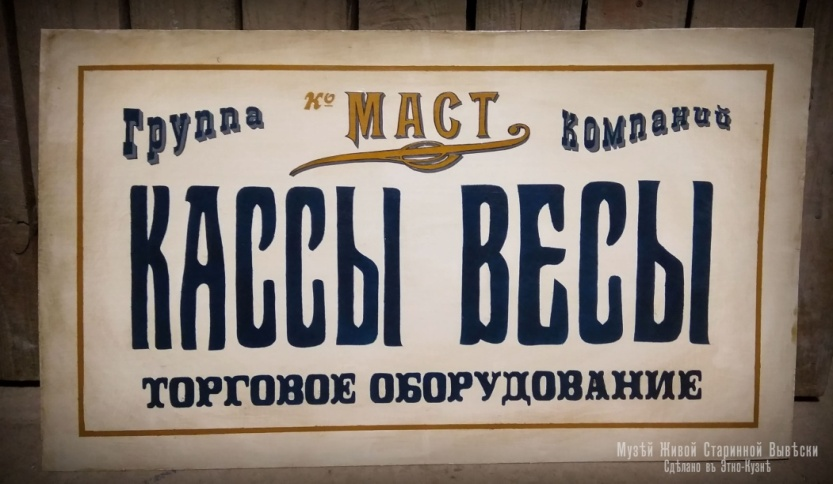 Группа Ко МАСТ Компаний
КАССЫ ВЕСЫ
ТОРГОВОЕ ОБОРУДОВАНИЕ
Музѣй Живой Старинной Вывѣски
Сдѣлано въ Этно-Кузнѣ